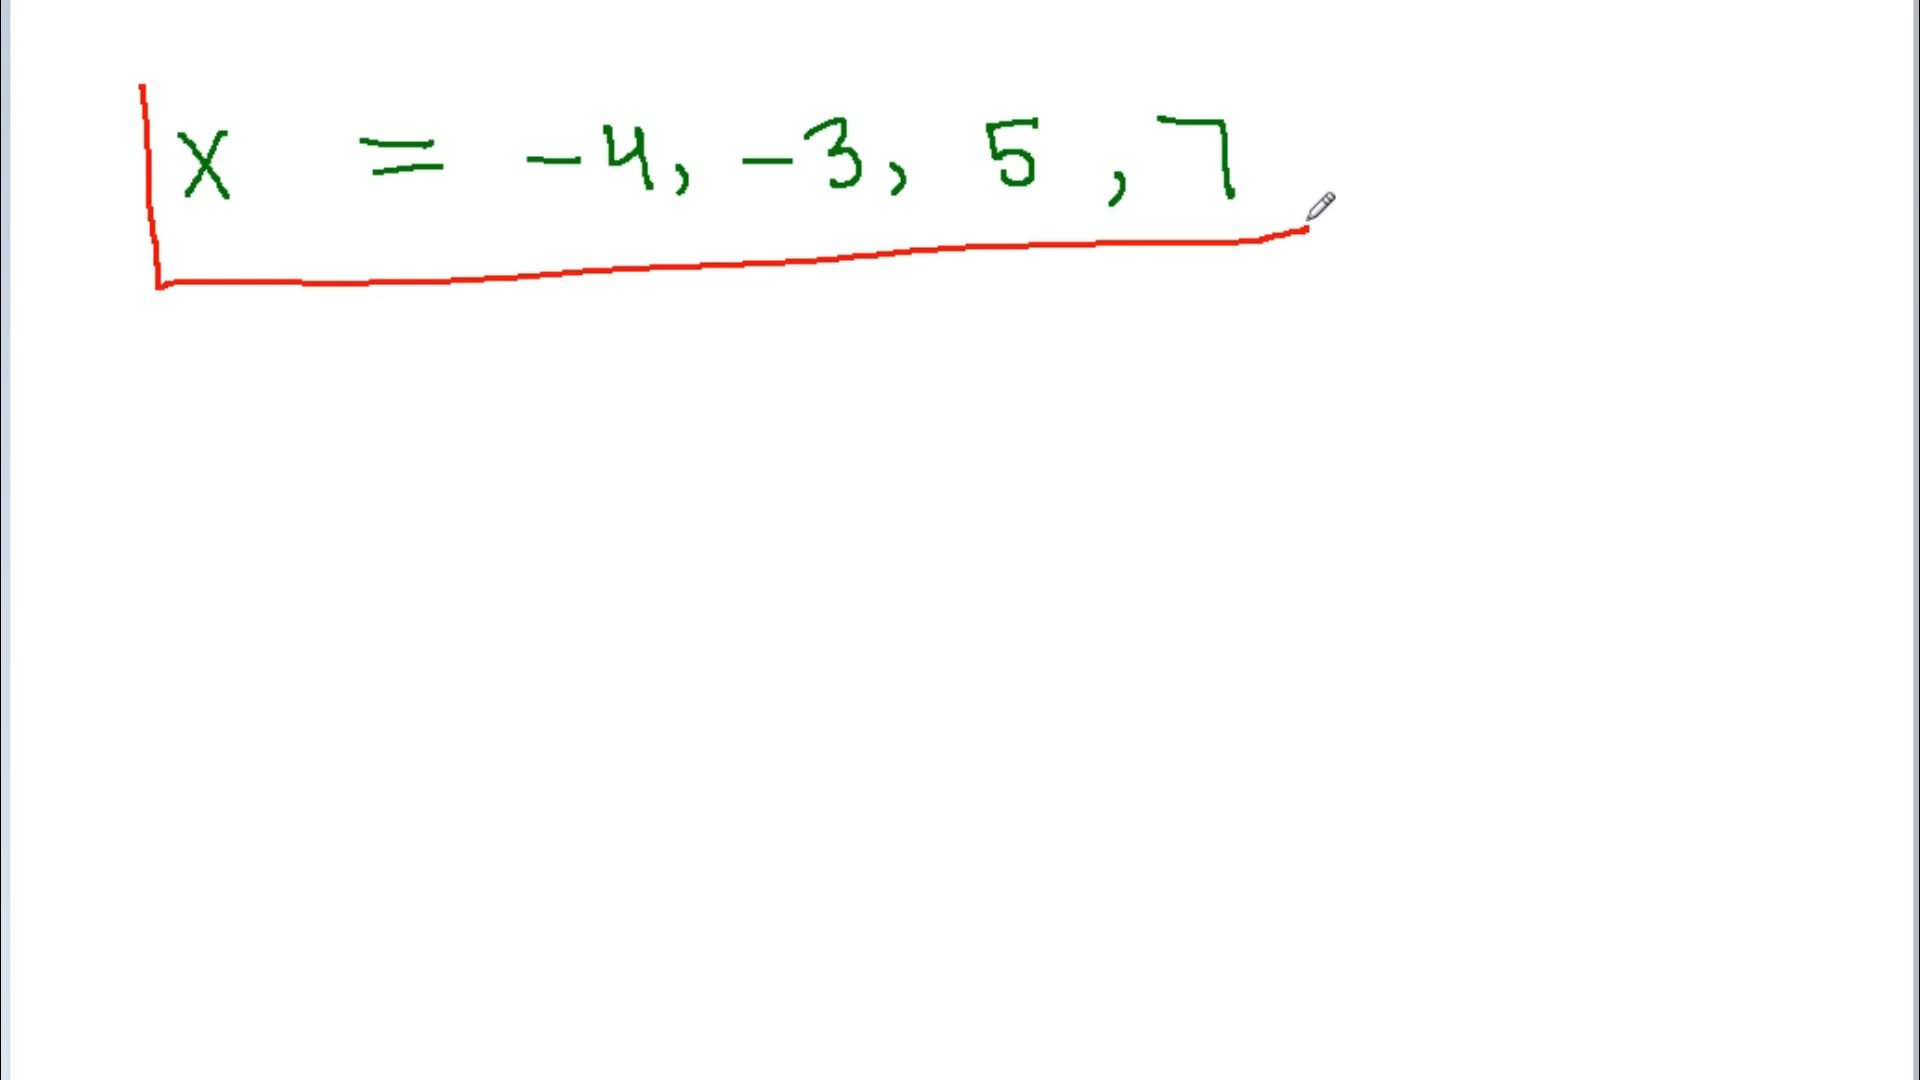 x = -4, -3, 5, 7